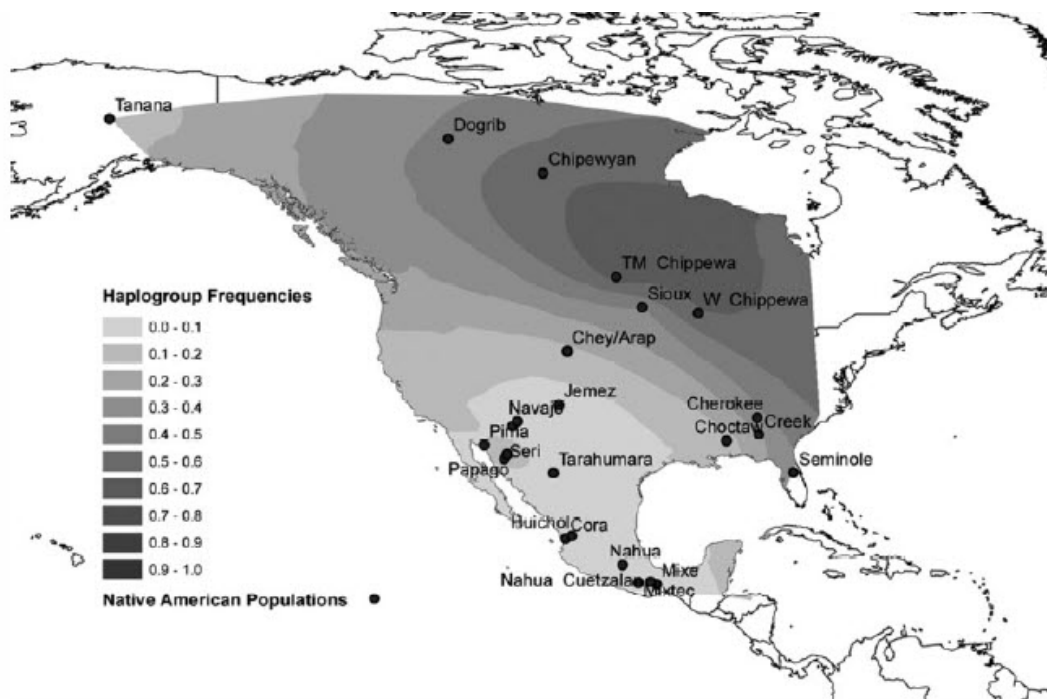 Tanana
Dogrib
Chipewyan
TM Chippewa
Sioux
W Chippewa
Haplogroup Frequencies
0.0 - 0.1
0.1 - 0.2
0.2 - 0.3
0.3 - 0.4
0.4 - 0.5
0.5 - 0.6
0.6 - 0.7
0.7 - 0.8
0.8 - 0.9
0.9 - 1.0
Native American Populations
Chey/Arap
Jemez
Navajo
Pima
Seri
Papago
Tarahumara
Cherokee
Creek
Choctaw
Seminole
Huichol
Cora
Nahua
Nahua Cuetzala
Mixe
Mixtec